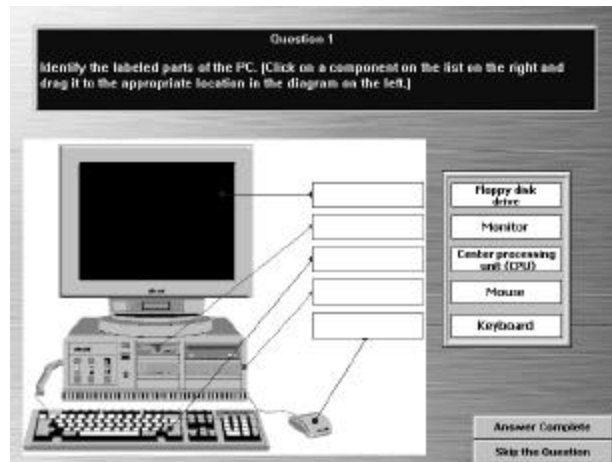 Question 1
Identify the labeled parts of the PC. [Click on a component on the list on the right and
drag it to the appropriate location in the diagram on the left.]
Floppy disk
drive
Monitor
Center processing
unit (CPU)
Mouse
Keyboard
Answer Complete
Skip the Question